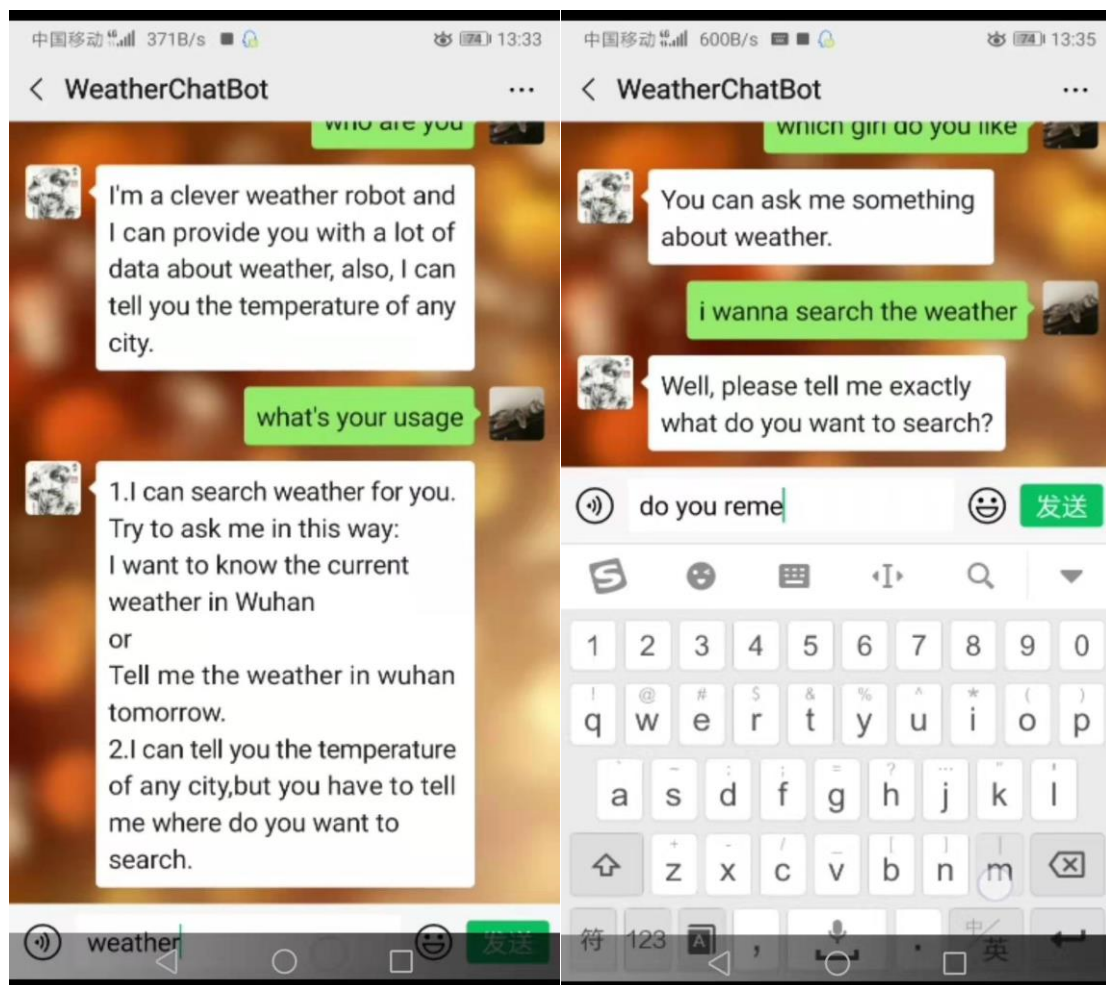 中国移动 4G 371B/s 74 13:33
WeatherChatBot
who are you
I'm a clever weather robot and
I can provide you with a lot of
data about weather, also, I can
tell you the temperature of any
city.
what's your usage
1.I can search weather for you.
Try to ask me in this way:
I want to know the current
weather in Wuhan
or
Tell me the weather in wuhan
tomorrow.
2.I can tell you the temperature
of any city,but you have to tell
me where do you want to
search.
weather
发送
中国移动 4G 600B/s 74 13:35
WeatherChatBot
which girl do you like
You can ask me something
about weather.
i wanna search the weather
Well, please tell me exactly
what do you want to search?
do you reme
发送
1 2 3 4 5 6 7 8 9 0
! @ # $ & % ^ * ( )
q w e r t y u i o p
` ~ : ; = ? … " '
a s d f g h j k l
+ - / _ [ ] |
z x c v b n m
符 123 A , . 中/英